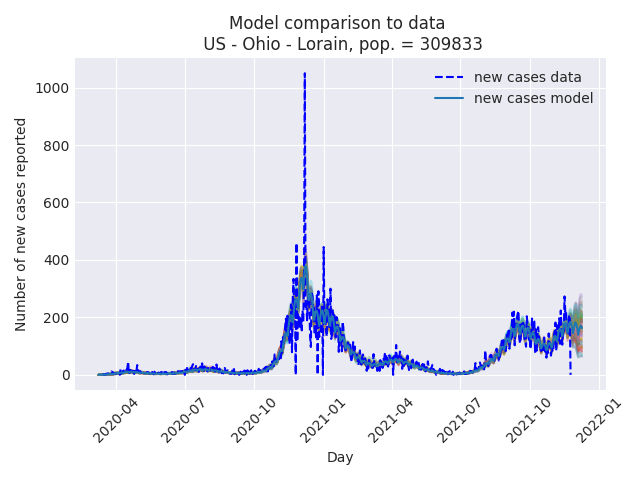 Model comparison to data
US - Ohio - Lorain, pop. = 309833
new cases data
new cases model
Number of new cases reported
1000
800
600
400
200
0
2020-04
2020-07
2020-10
2021-01
2021-04
2021-07
2021-10
2022-01
Day